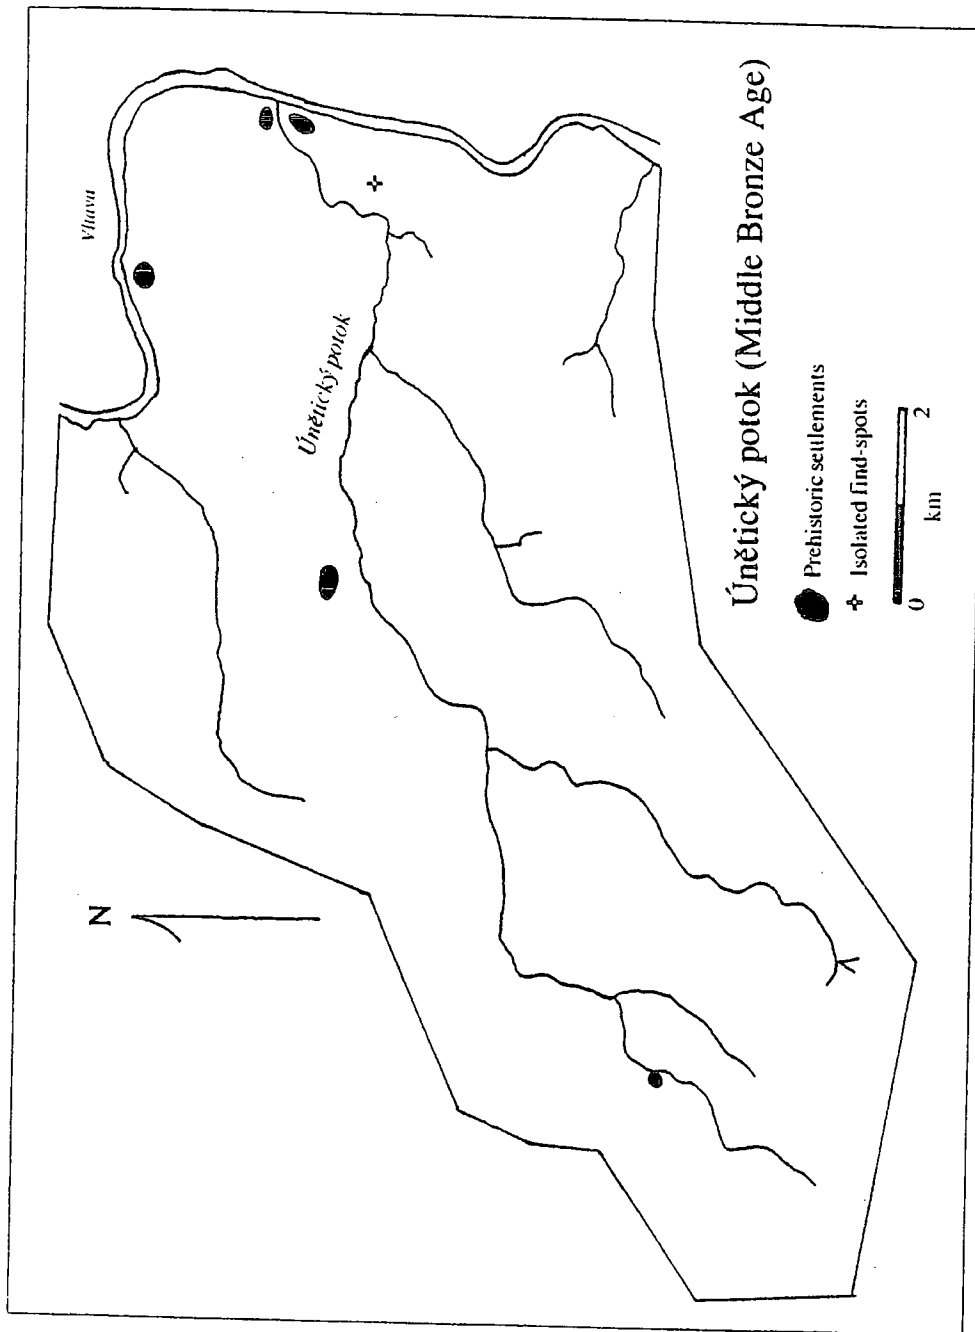 N
Vltava
Únětický potok
Únětický potok (Middle Bronze Age)
Prehistoric settlements
Isolated find-spots
0 2
km